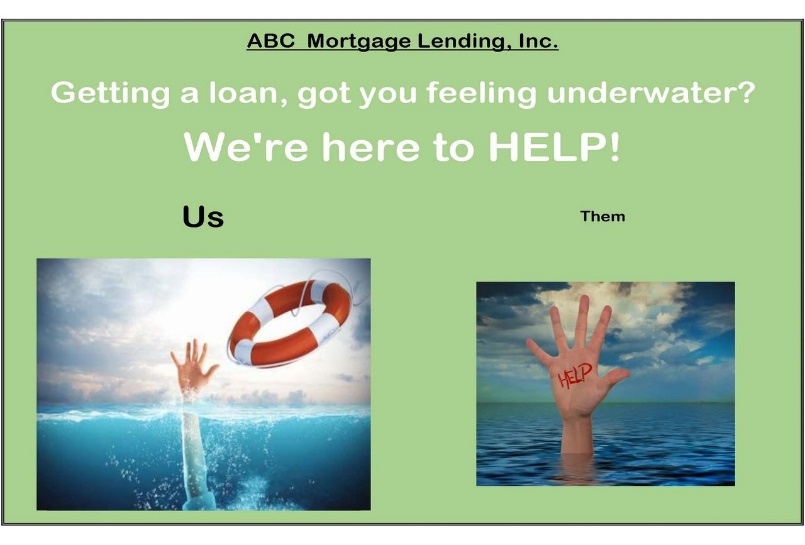 ABC Mortgage Lending, Inc.
Getting a loan, got you feeling underwater?
We're here to HELP!
Us
Them
HELP